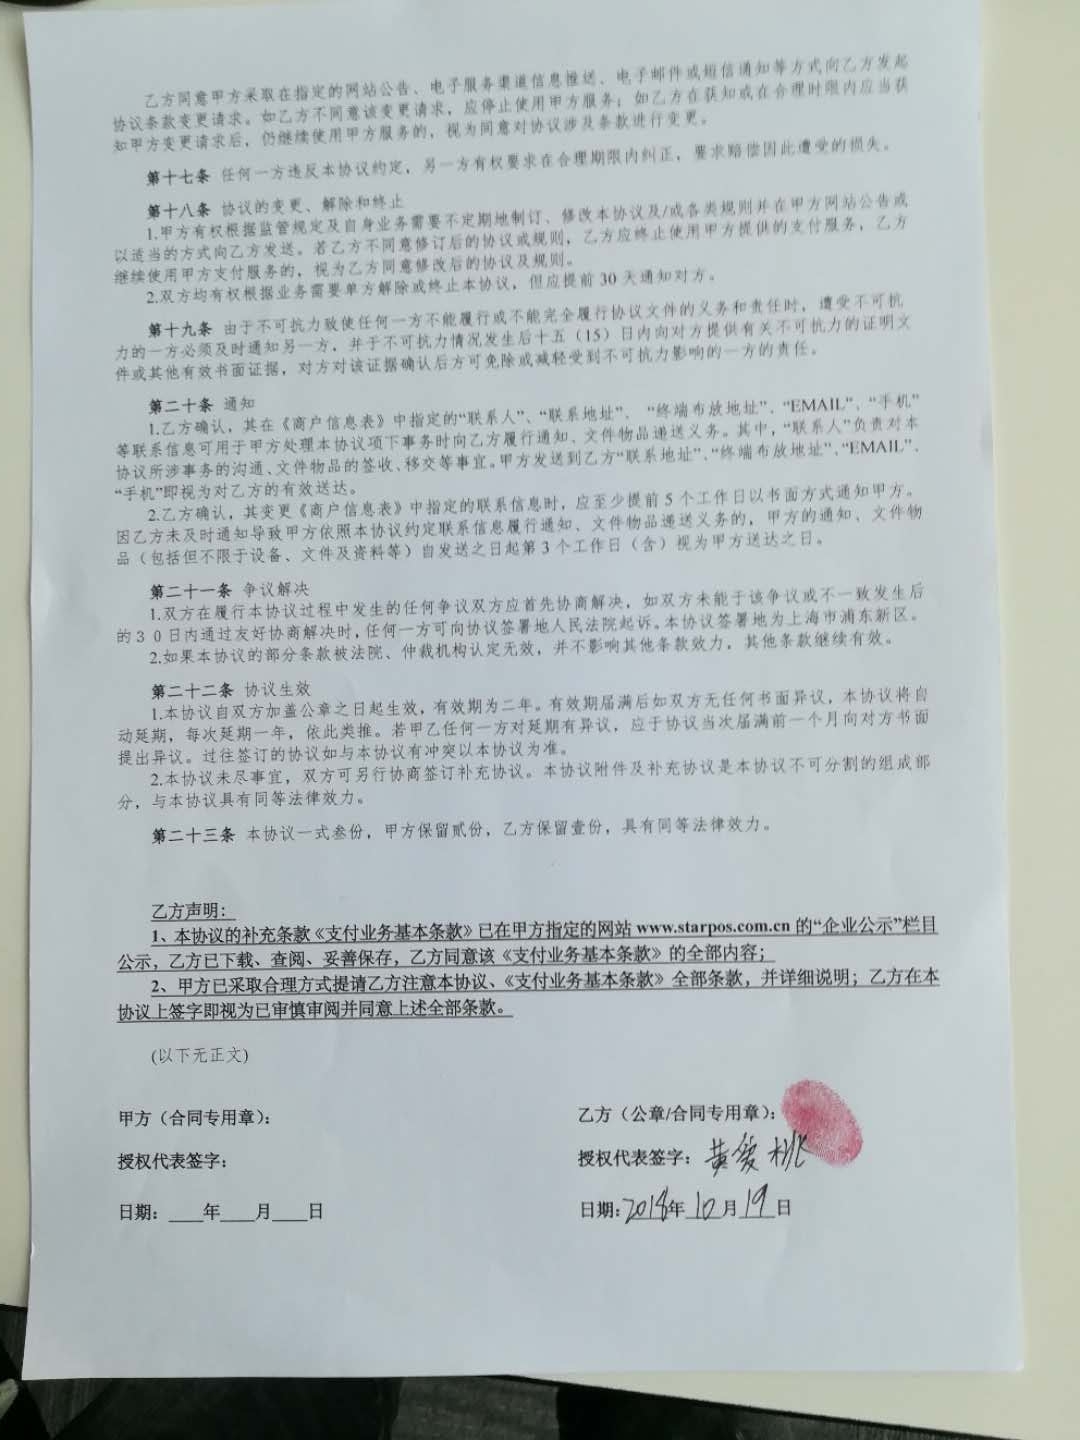 乙方同意甲方采取在指定的网站公告、电子服务渠道信息推送、电子邮件或短信通知等方式向乙方发起
协议条款变更请求。如乙方不同意该变更请求，应停止使用甲方服务；如乙方在获知或在合理时限内应当获
知甲方变更请求后，仍继续使用甲方服务的，视为同意对协议涉及条款进行变更。
第十七条 任何一方违反本协议约定，另一方有权要求在合理期限内纠正，要求赔偿因此遭受的损失。
第十八条 协议的变更、解除和终止
1.甲方有权根据监管规定及自身业务需要不定期地制订、修改本协议及/或各类规则并在甲方网站公告或
以适当的方式向乙方发送。若乙方不同意修订后的协议或规则，乙方应终止使用甲方提供的支付服务，乙方
继续使用甲方支付服务的，视为乙方同意修改后的协议及规则。
2.双方均有权根据业务需要单方解除或终止本协议，但应提前 30 天通知对方。
第十九条 由于不可抗力致使任何一方不能履行或不能完全履行协议文件的义务和责任时，遭受不可抗
力的一方必须及时通知另一方，并于不可抗力情况发生后十五（15）日内向对方提供有关不可抗力的证明文
件或其他有效书面证据，对方对该证据确认后方可免除或减轻受到不可抗力影响的一方的责任。
第二十条 通知
1.乙方确认，其在《商户信息表》中指定的“联系人”、“联系地址”、 “终端布放地址”、“EMAIL”、“手机”
等联系信息可用于甲方处理本协议项下事务时向乙方履行通知、文件物品递送义务。其中，“联系人”负责对本
协议所涉事务的沟通、文件物品的签收、移交等事宜。甲方发送到乙方“联系地址”、“终端布放地址”、“EMAIL”、
“手机”即视为对乙方的有效送达。
2.乙方确认，其变更《商户信息表》中指定的联系信息时，应至少提前 5 个工作日以书面方式通知甲方。
因乙方未及时通知导致甲方依照本协议约定联系信息履行通知、文件物品递送义务的，甲方的通知、文件物
品（包括但不限于设备、文件及资料等）自发送之日起第 3 个工作日（含）视为甲方送达之日。
第二十一条 争议解决
1.双方在履行本协议过程中发生的任何争议双方应首先协商解决，如双方未能于该争议或不一致发生后
的３０日内通过友好协商解决时，任何一方可向协议签署地人民法院起诉。本协议签署地为上海市浦东新区。
2.如果本协议的部分条款被法院、仲裁机构认定无效，并不影响其他条款效力，其他条款继续有效。
第二十二条 协议生效
1.本协议自双方加盖公章之日起生效，有效期为二年。有效期届满后如双方无任何书面异议，本协议将自
动延期，每次延期一年，依此类推。若甲乙任何一方对延期有异议，应于协议当次届满前一个月向对方书面
提出异议。过往签订的协议如与本协议有冲突以本协议为准。
2.本协议未尽事宜，双方可另行协商签订补充协议。本协议附件及补充协议是本协议不可分割的组成部
分，与本协议具有同等法律效力。
第二十三条 本协议一式叁份，甲方保留贰份，乙方保留壹份，具有同等法律效力。
乙方声明：
1、本协议的补充条款《支付业务基本条款》已在甲方指定的网站 www.starpos.com.cn 的“企业公示”栏目
公示，乙方已下载、查阅、妥善保存，乙方同意该《支付业务基本条款》的全部内容；
2、甲方已采取合理方式提请乙方注意本协议、《支付业务基本条款》全部条款，并详细说明；乙方在本
协议上签字即视为已审慎审阅并同意上述全部条款。
(以下无正文)
甲方（合同专用章）： 乙方（公章/合同专用章）：
授权代表签字： 授权代表签字：黄爱桃
日期：____年____月____日 日期：2018年 10 月 19 日